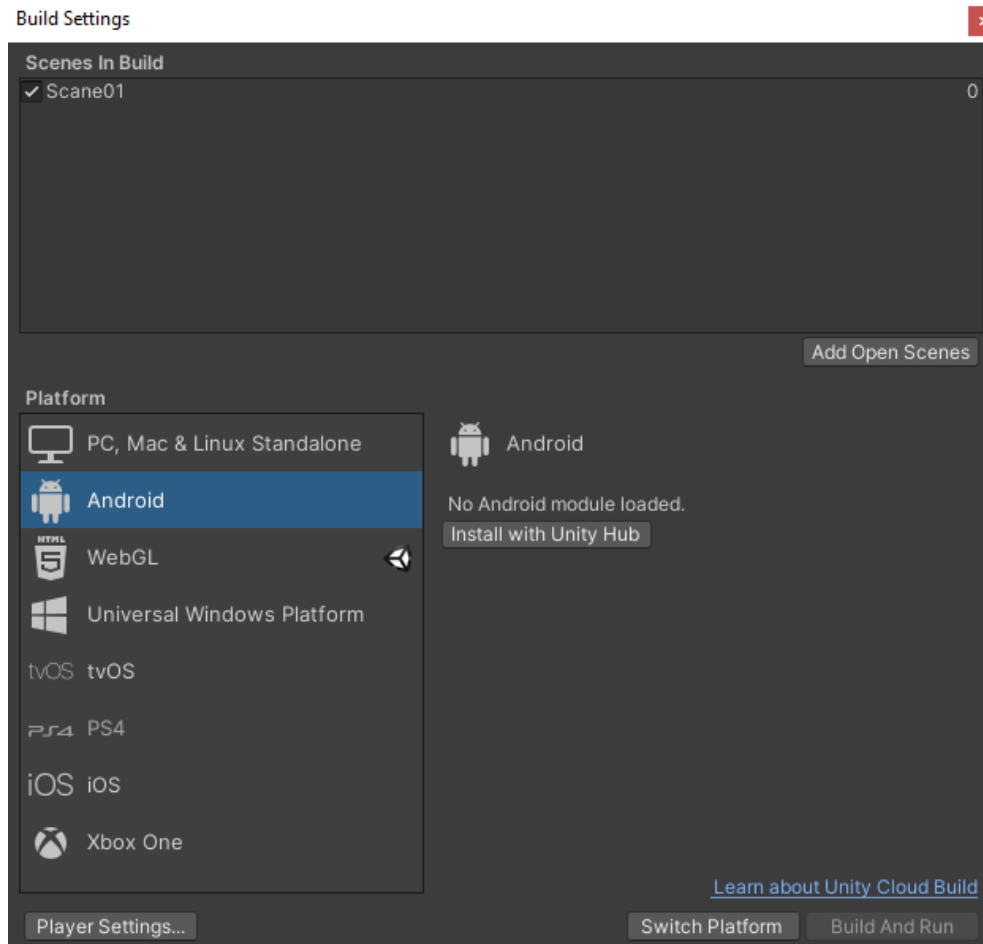 Build Settings
Scenes In Build
Scane01 0
Add Open Scenes
Platform
PC, Mac & Linux Standalone
Android
HTML
5
WebGL
Universal Windows Platform
tvOS tvOS
PS4 PS4
iOS iOS
Xbox One
Android
No Android module loaded.
Install with Unity Hub
Learn about Unity Cloud Build
Player Settings...
Switch Platform
Build And Run